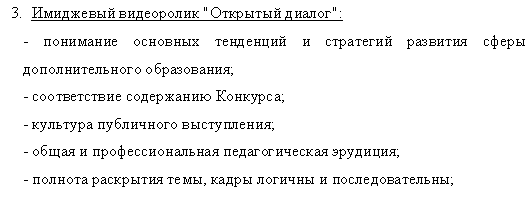 3. Имиджевый видеоролик "Открытый диалог":
- понимание основных тенденций и стратегий развития сферы
дополнительного образования;
- соответствие содержанию Конкурса;
- культура публичного выступления;
- общая и профессиональная педагогическая эрудиция;
- полнота раскрытия темы, кадры логичны и последовательны;